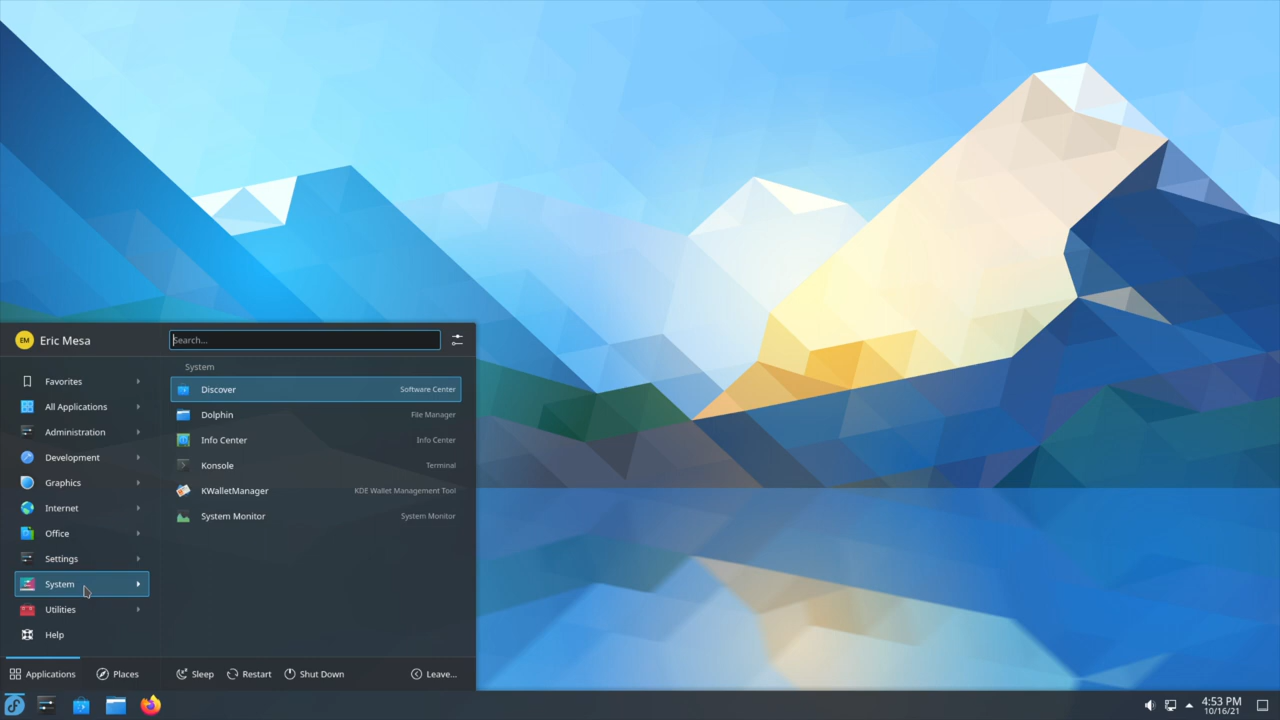 EM Eric Mesa
Search...
Favorites
All Applications
Administration
Development
Graphics
Internet
Office
Settings
System
Utilities
Help
System
Discover Software Center
Dolphin File Manager
Info Center Info Center
Konsole Terminal
KWalletManager KDE Wallet Management Tool
System Monitor System Monitor
Applications Places Sleep Restart Shut Down Leave...
4:53 PM
10/16/21